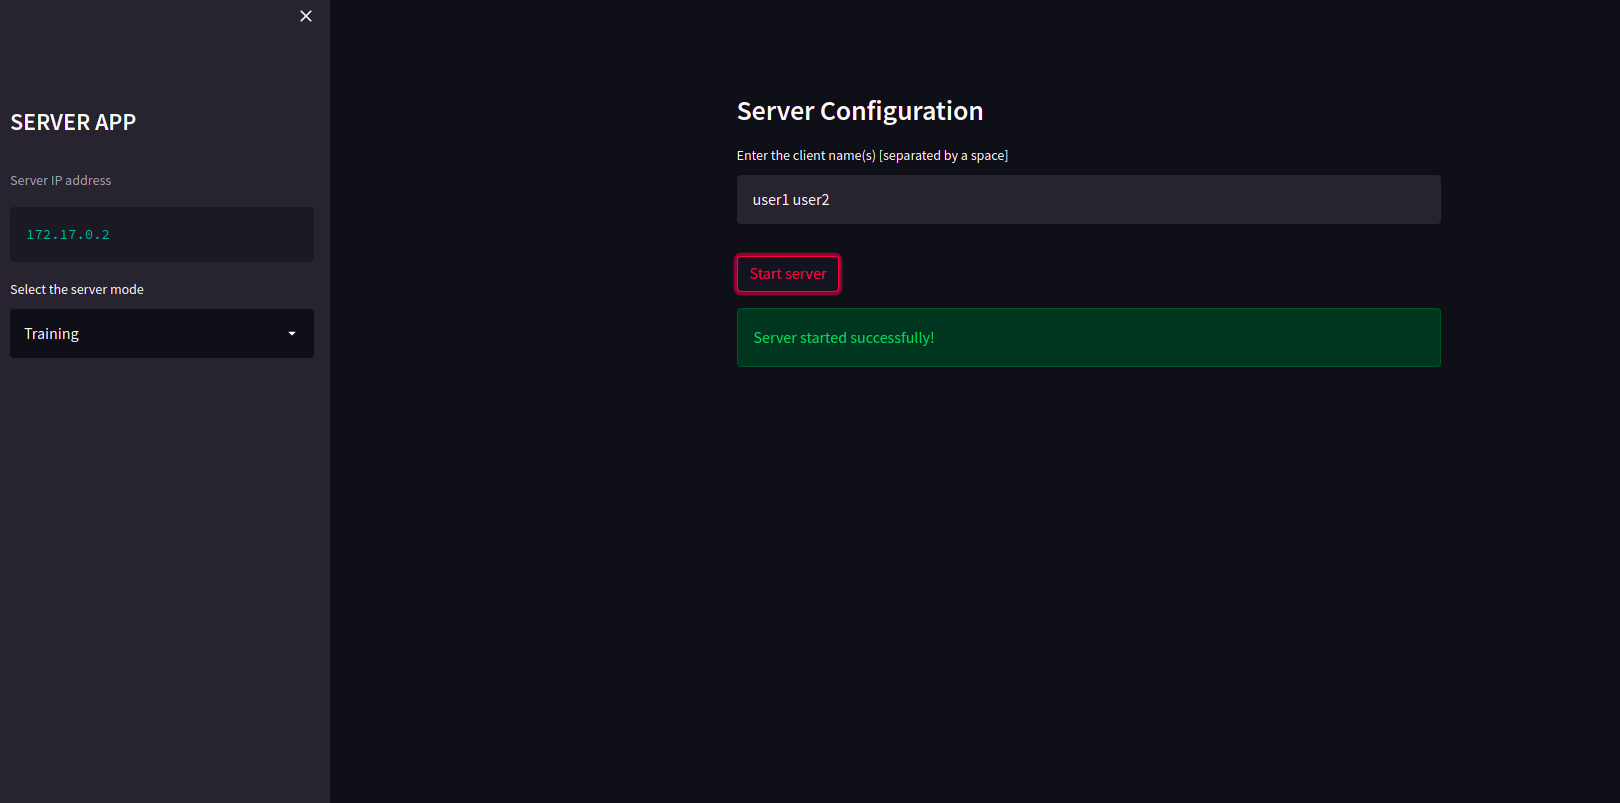 SERVER APP
Server IP address
172.17.0.2
Select the server mode
Training
Server Configuration
Enter the client name(s) [separated by a space]
user1 user2
Start server
Server started successfully!